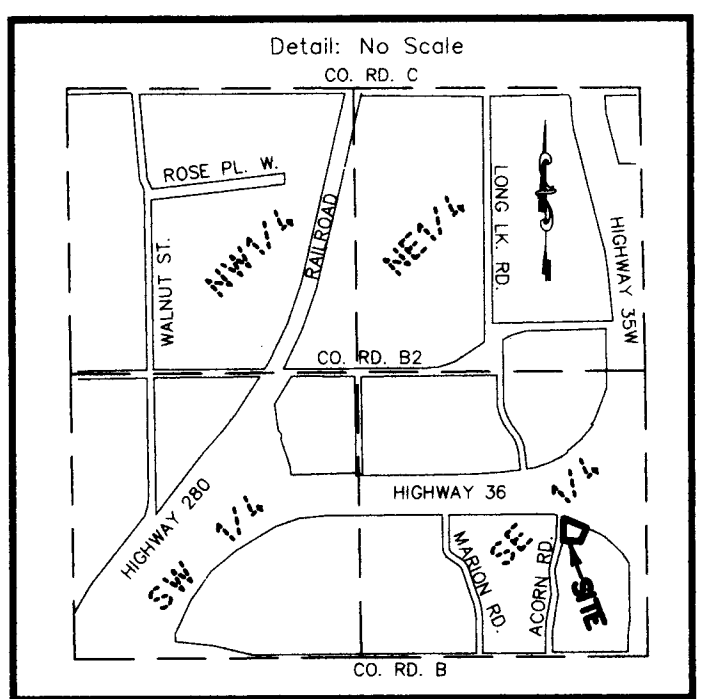 Detail: No Scale
CO. RD. C
ROSE PL. W.
NW1/4
NE1/4
WALNUT ST.
RAILROAD
LONG LK. RD.
HIGHWAY 35W
CO. RD. B2
HIGHWAY 280
SW 1/4
HIGHWAY 36
SE 1/4
MARION RD.
ACORN RD.
SITE
CO. RD. B